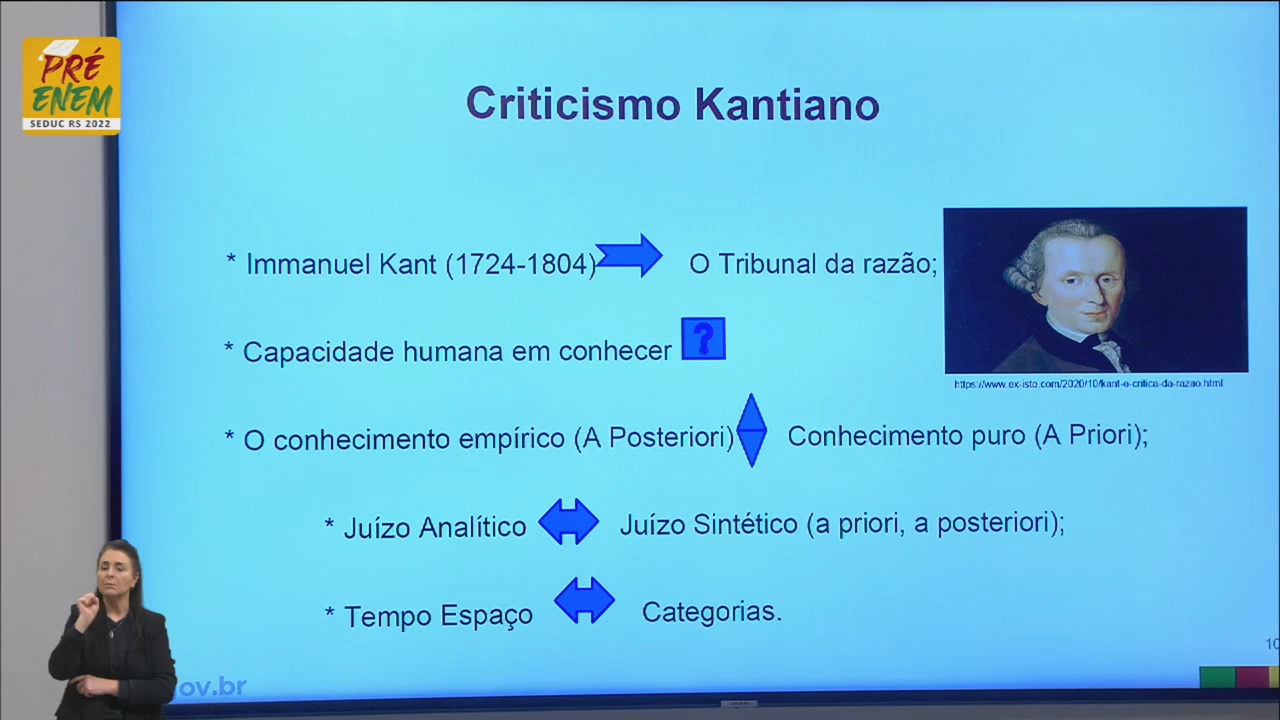 PRÉ
ENEM
SEDUC RS 2022
Criticismo Kantiano
* Immanuel Kant (1724-1804) O Tribunal da razão;
* Capacidade humana em conhecer ?
https://www.ex-isto.com/2020/10/kant-e-critica-da-razao.html
* O conhecimento empírico (A Posteriori) Conhecimento puro (A Priori);
* Juízo Analítico Juízo Sintético (a priori, a posteriori);
* Tempo Espaço Categorias.
10
ov.br